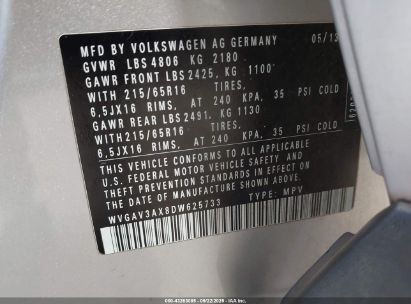 MFD BY VOLKSWAGEN AG GERMANY 05/13
GVWR LBS 4806 KG 2180
GAWR FRONT LBS 2425, KG 1100
WITH 215/65R16 TIRES,
6,5JX16 RIMS, AT 240 KPA, 35 PSI COLD
GAWR REAR LBS 2491, KG 1130
WITH 215/65R16 TIRES,
6,5JX16 RIMS, AT 240 KPA, 35 PSI COLD
THIS VEHICLE CONFORMS TO ALL APPLICABLE
U.S. FEDERAL MOTOR VEHICLE SAFETY AND
THEFT PREVENTION STANDARDS IN EFFECT ON
THE DATE OF MANUFACTURE SHOWN ABOVE.
WVGAV3AX8DW625733 TYPE: MPV